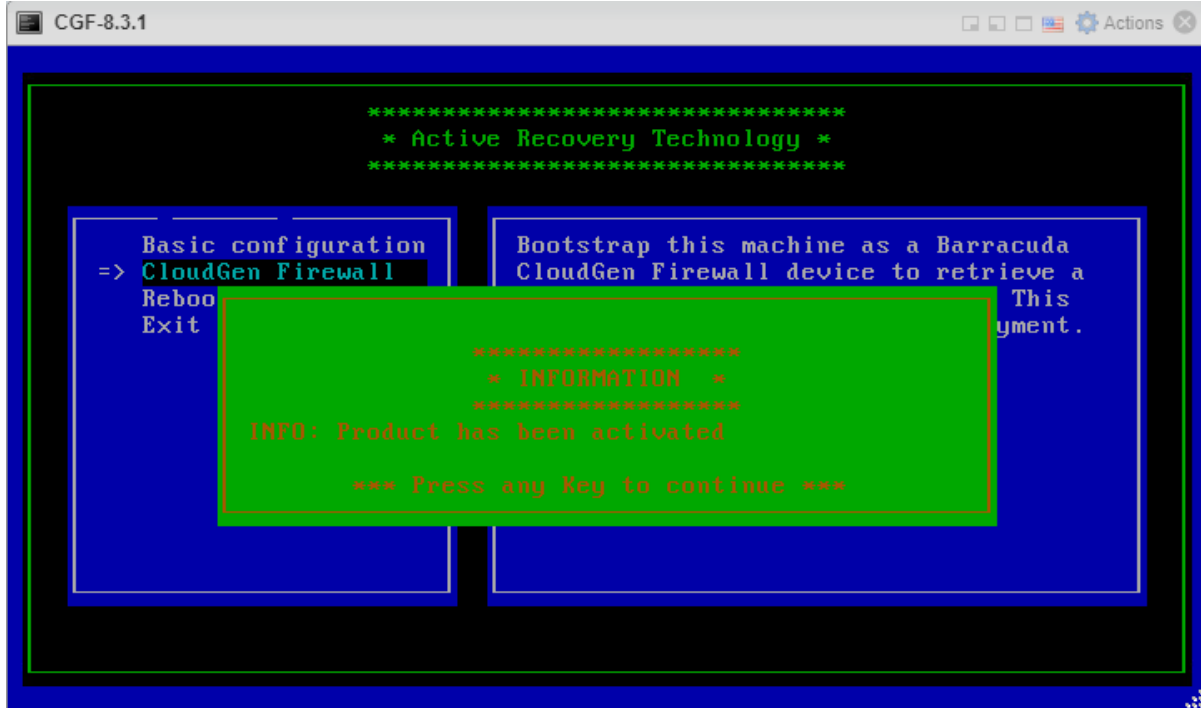 CGF-8.3.1
Actions
********************************
* Active Recovery Technology *
********************************
Basic configuration
=> CloudGen Firewall
Reboo
Exit
Bootstrap this machine as a Barracuda
CloudGen Firewall device to retrieve a
This
yment.
******************
* INFORMATION *
******************
INFO: Product has been activated
*** Press any Key to continue ***